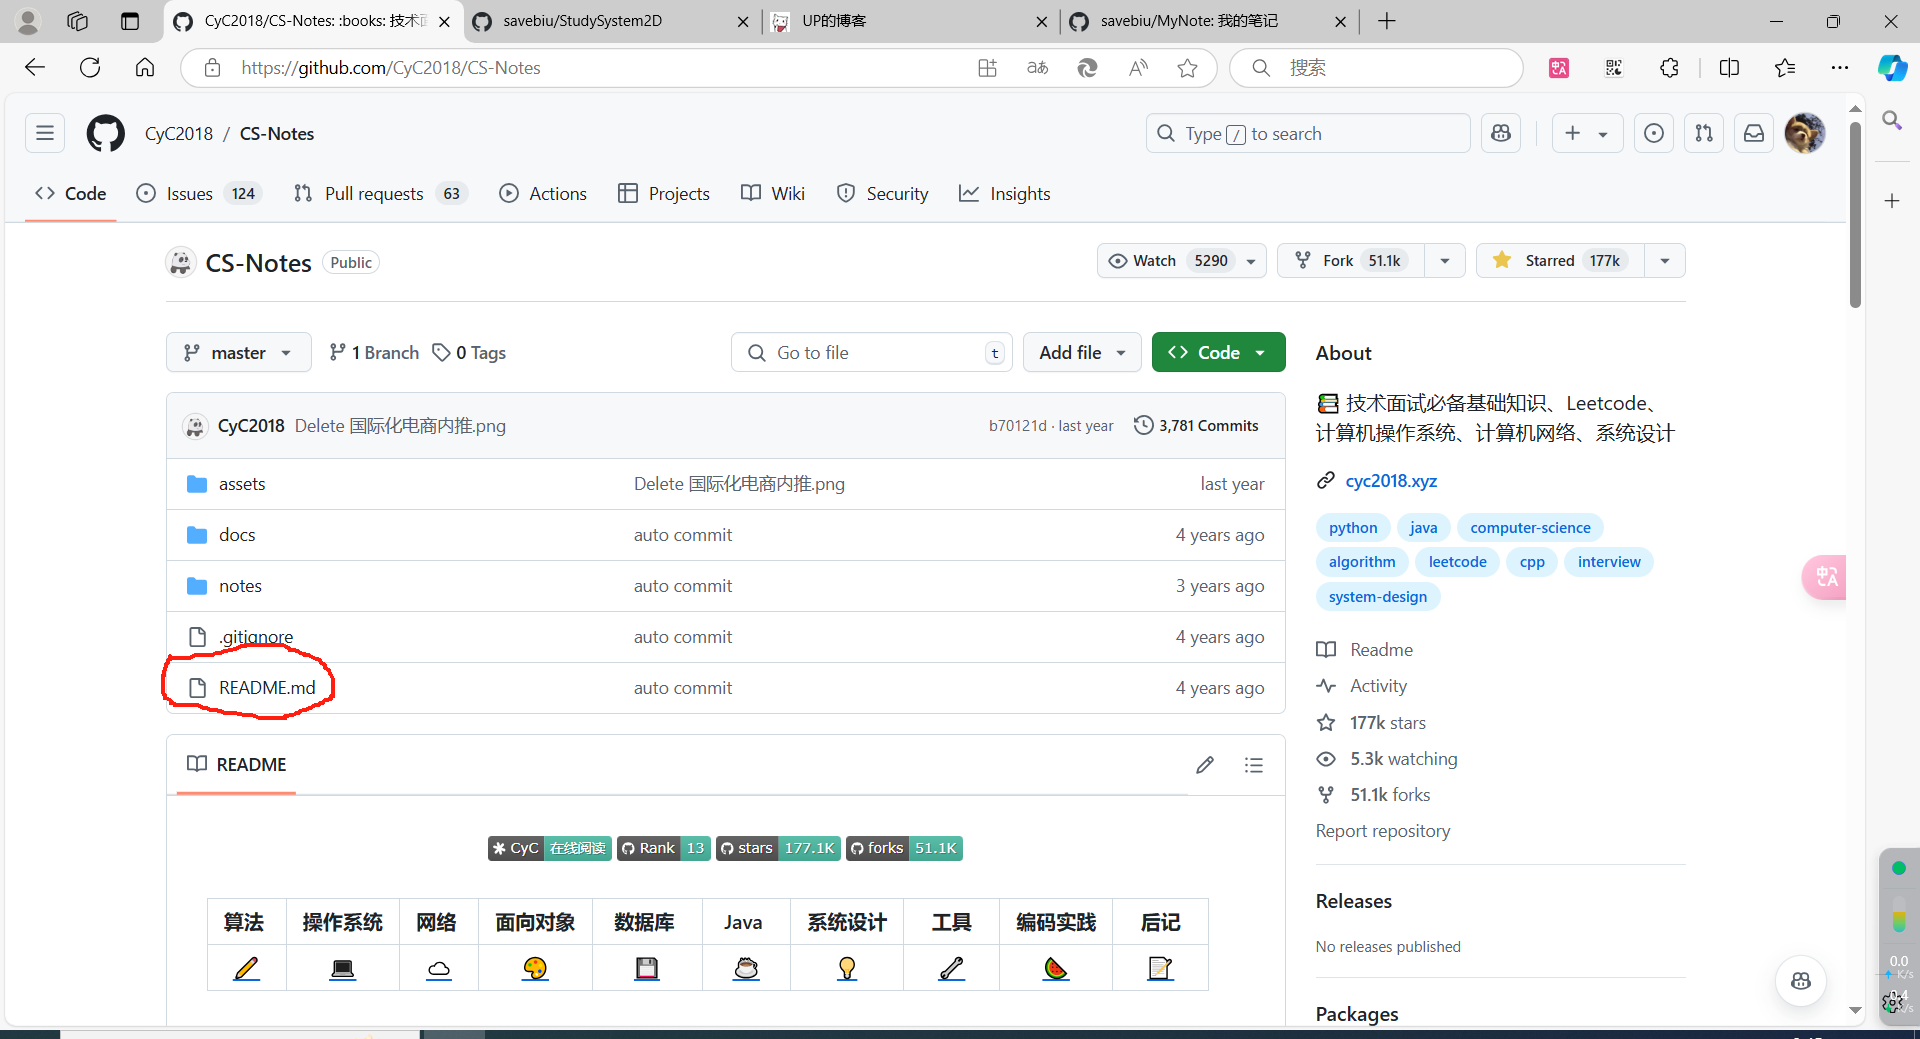 CyC2018/CS-Notes: :books: 技术面
savebiu/StudySystem2D
UP的博客
savebiu/MyNote: 我的笔记
https://github.com/CyC2018/CS-Notes
搜索
CyC2018 / CS-Notes
Type / to search
Code
Issues 124
Pull requests 63
Actions
Projects
Wiki
Security
Insights
CS-Notes Public
Watch 5290
Fork 51.1k
Starred 177k
master
1 Branch
0 Tags
Go to file t
Add file
Code
CyC2018 Delete 国际化电商内推.png b70121d · last year 3,781 Commits
assets Delete 国际化电商内推.png last year
docs auto commit 4 years ago
notes auto commit 3 years ago
.gitignore auto commit 4 years ago
README.md auto commit 4 years ago
README
CyC 在线阅读 Rank 13 stars 177.1K forks 51.1K
算法 操作系统 网络 面向对象 数据库 Java 系统设计 工具 编码实践 后记
About
技术面试必备基础知识、Leetcode、
计算机操作系统、计算机网络、系统设计
cyc2018.xyz
python java computer-science
algorithm leetcode cpp interview
system-design
Readme
Activity
177k stars
5.3k watching
51.1k forks
Report repository
Releases
No releases published
Packages
0.0
K/s